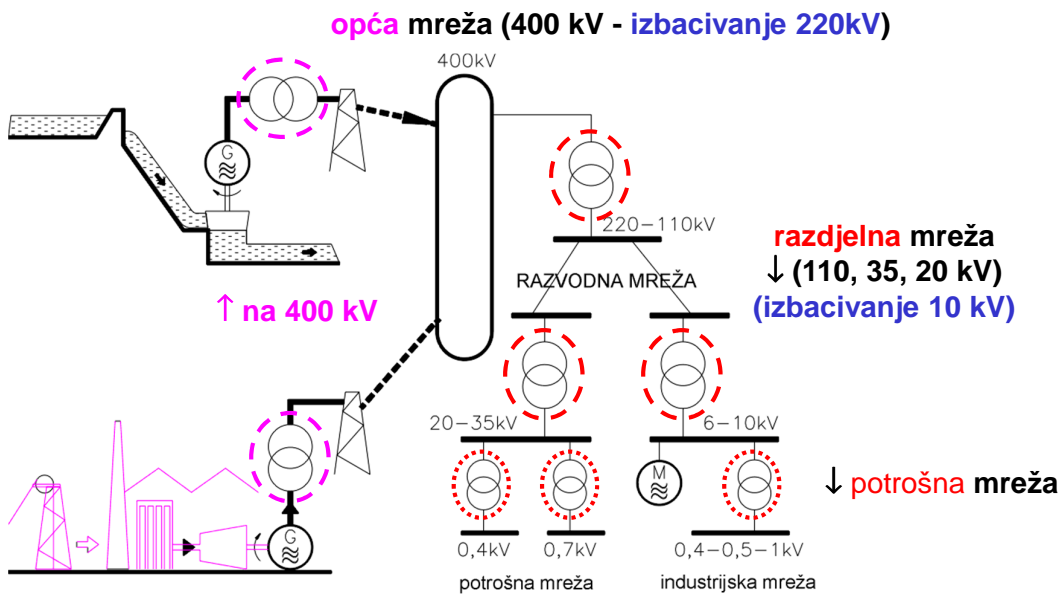 opća mreža (400 kV - izbacivanje 220kV)
400kV
G
220–110kV
razdjelna mreža
↓ (110, 35, 20 kV)
(izbacivanje 10 kV)
RAZVODNA MREŽA
↑ na 400 kV
20–35kV
6–10kV
M
↓ potrošna mreža
G
0,4kV
0,7kV
0,4–0,5–1kV
potrošna mreža
industrijska mreža